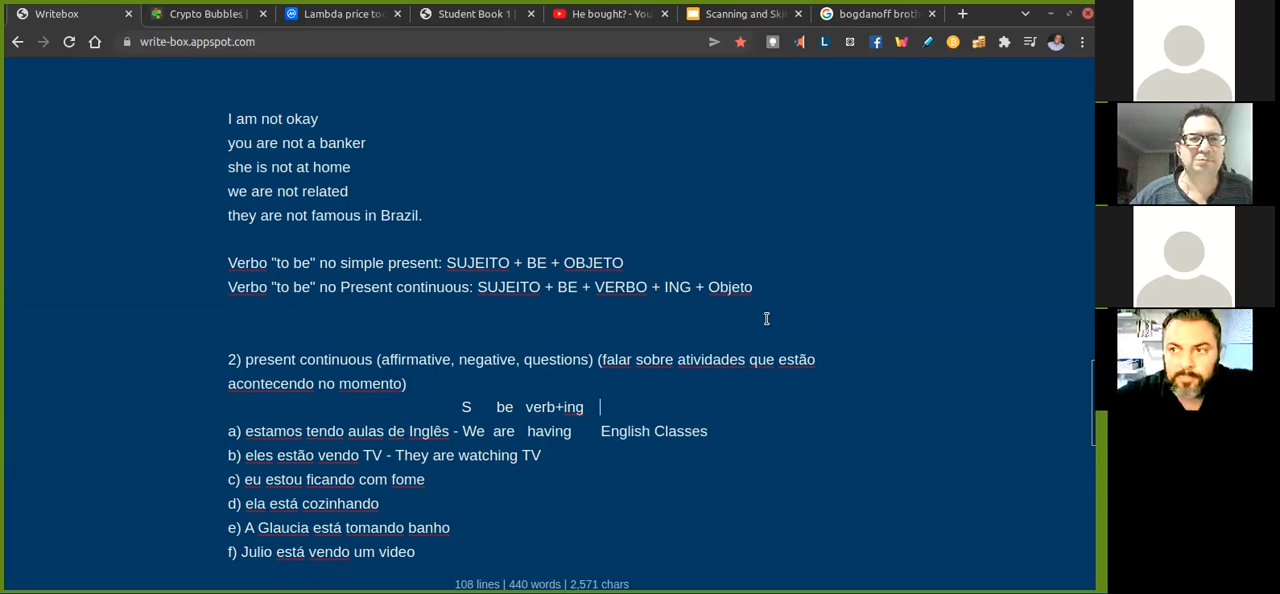 Writebox
Crypto Bubbles |
Lambda price to
Student Book 1 |
He bought? - You
Scanning and Ski
bogdanoff broth
write-box.appspot.com
I am not okay
you are not a banker
she is not at home
we are not related
they are not famous in Brazil.
Verbo "to be" no simple present: SUJEITO + BE + OBJETO
Verbo "to be" no Present continuous: SUJEITO + BE + VERBO + ING + Objeto
2) present continuous (affirmative, negative, questions) (falar sobre atividades que estão
acontecendo no momento)
S be verb+ing
a) estamos tendo aulas de Inglês - We are having English Classes
b) eles estão vendo TV - They are watching TV
c) eu estou ficando com fome
d) ela está cozinhando
e) A Glaucia está tomando banho
f) Julio está vendo um video
108 lines | 440 words | 2,571 chars